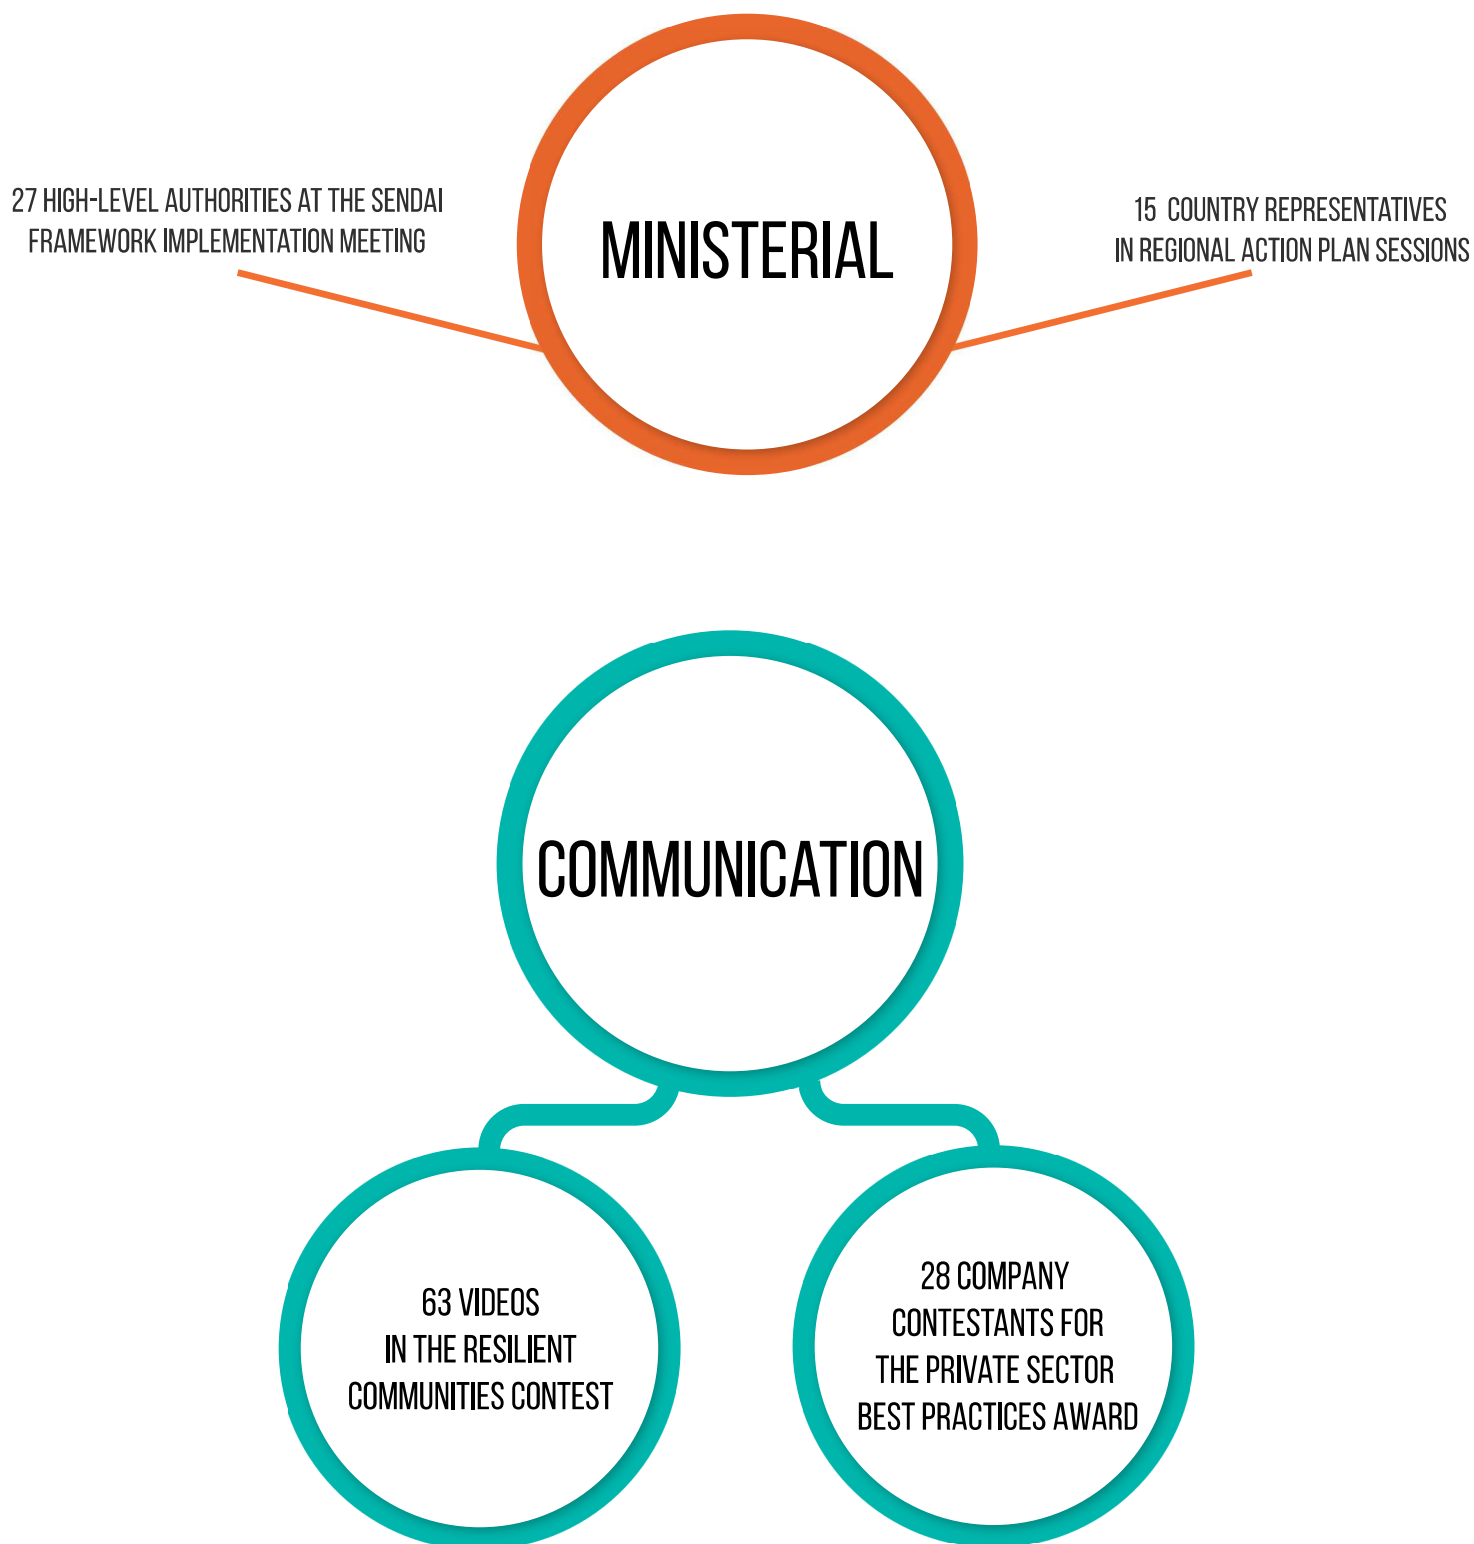 27 HIGH-LEVEL AUTHORITIES AT THE SENDAI
FRAMEWORK IMPLEMENTATION MEETING
MINISTERIAL
15 COUNTRY REPRESENTATIVES
IN REGIONAL ACTION PLAN SESSIONS
COMMUNICATION
63 VIDEOS
IN THE RESILIENT
COMMUNITIES CONTEST
28 COMPANY
CONTESTANTS FOR
THE PRIVATE SECTOR
BEST PRACTICES AWARD